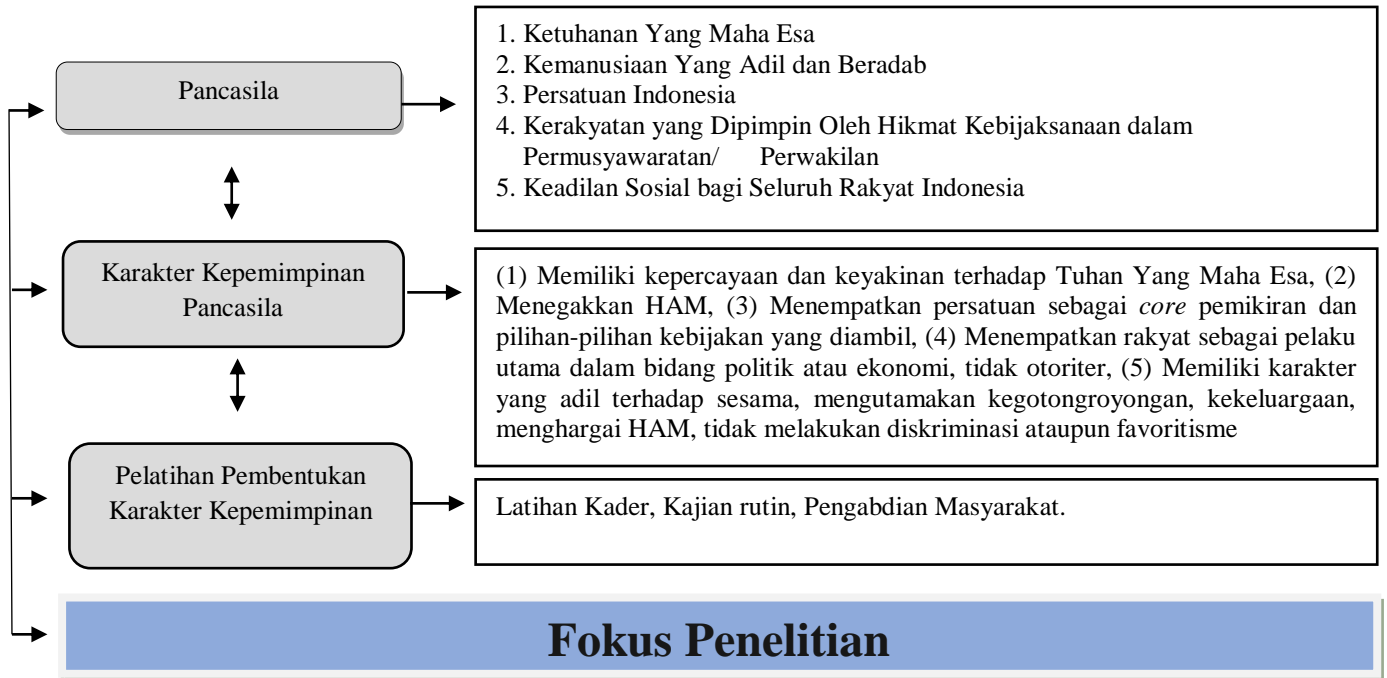 Pancasila
1. Ketuhanan Yang Maha Esa
2. Kemanusiaan Yang Adil dan Beradab
3. Persatuan Indonesia
4. Kerakyatan yang Dipimpin Oleh Hikmat Kebijaksanaan dalam
Permusyawaratan/ Perwakilan
5. Keadilan Sosial bagi Seluruh Rakyat Indonesia
Karakter Kepemimpinan
Pancasila
(1) Memiliki kepercayaan dan keyakinan terhadap Tuhan Yang Maha Esa, (2)
Menegakkan HAM, (3) Menempatkan persatuan sebagai core pemikiran dan
pilihan-pilihan kebijakan yang diambil, (4) Menempatkan rakyat sebagai pelaku
utama dalam bidang politik atau ekonomi, tidak otoriter, (5) Memiliki karakter
yang adil terhadap sesama, mengutamakan kegotongroyongan, kekeluargaan,
menghargai HAM, tidak melakukan diskriminasi ataupun favoritisme
Pelatihan Pembentukan
Karakter Kepemimpinan
Latihan Kader, Kajian rutin, Pengabdian Masyarakat.
Fokus Penelitian